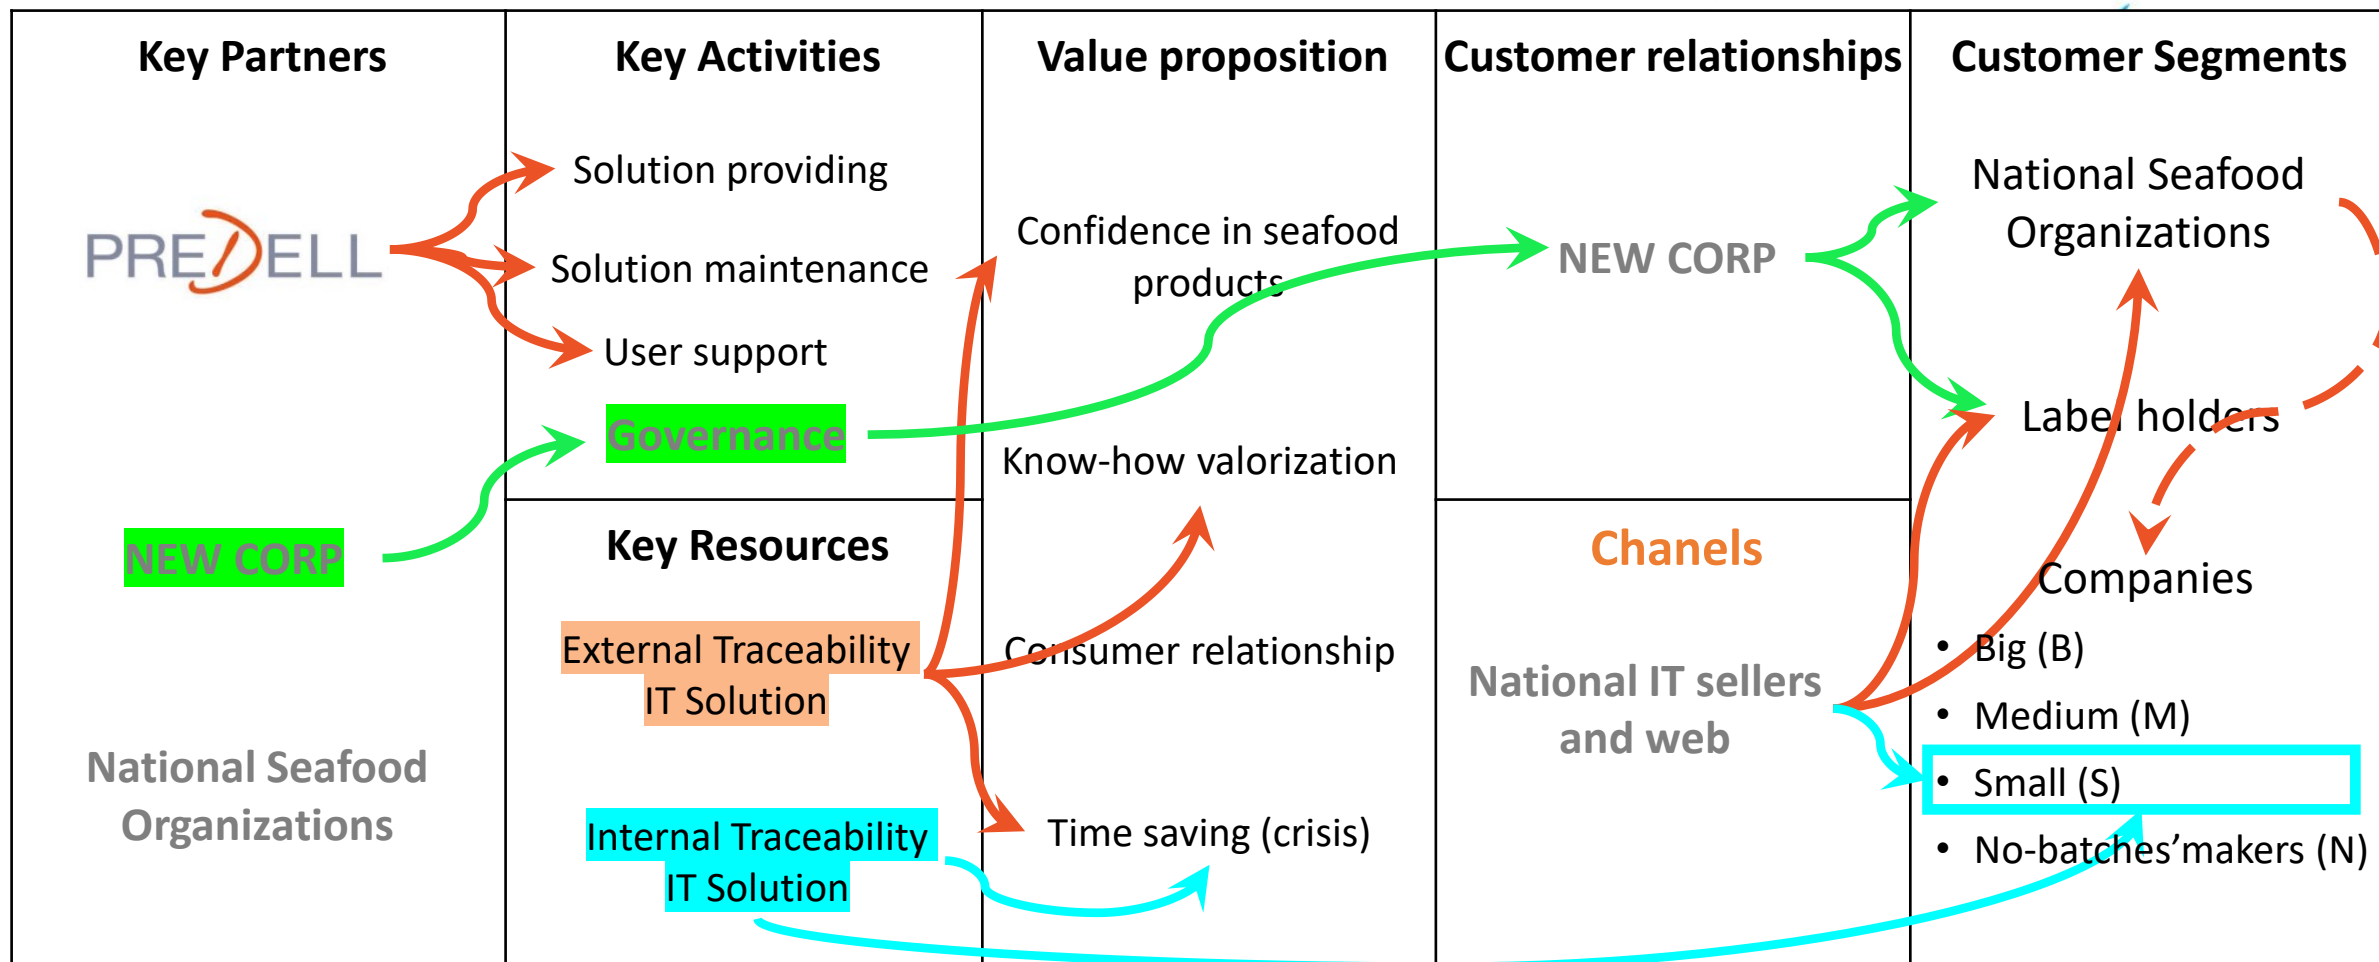 Key Partners
PREDELL
NEW CORP
National Seafood
Organizations
Key Activities
Solution providing
Solution maintenance
User support
Governance
Key Resources
External Traceability
IT Solution
Internal Traceability
IT Solution
Value proposition
Confidence in seafood
products
Know-how valorization
Consumer relationship
Time saving (crisis)
Customer relationships
NEW CORP
Chanels
National IT sellers
and web
Customer Segments
National Seafood
Organizations
Label holders
Companies
• Big (B)
• Medium (M)
• Small (S)
• No-batches’makers (N)